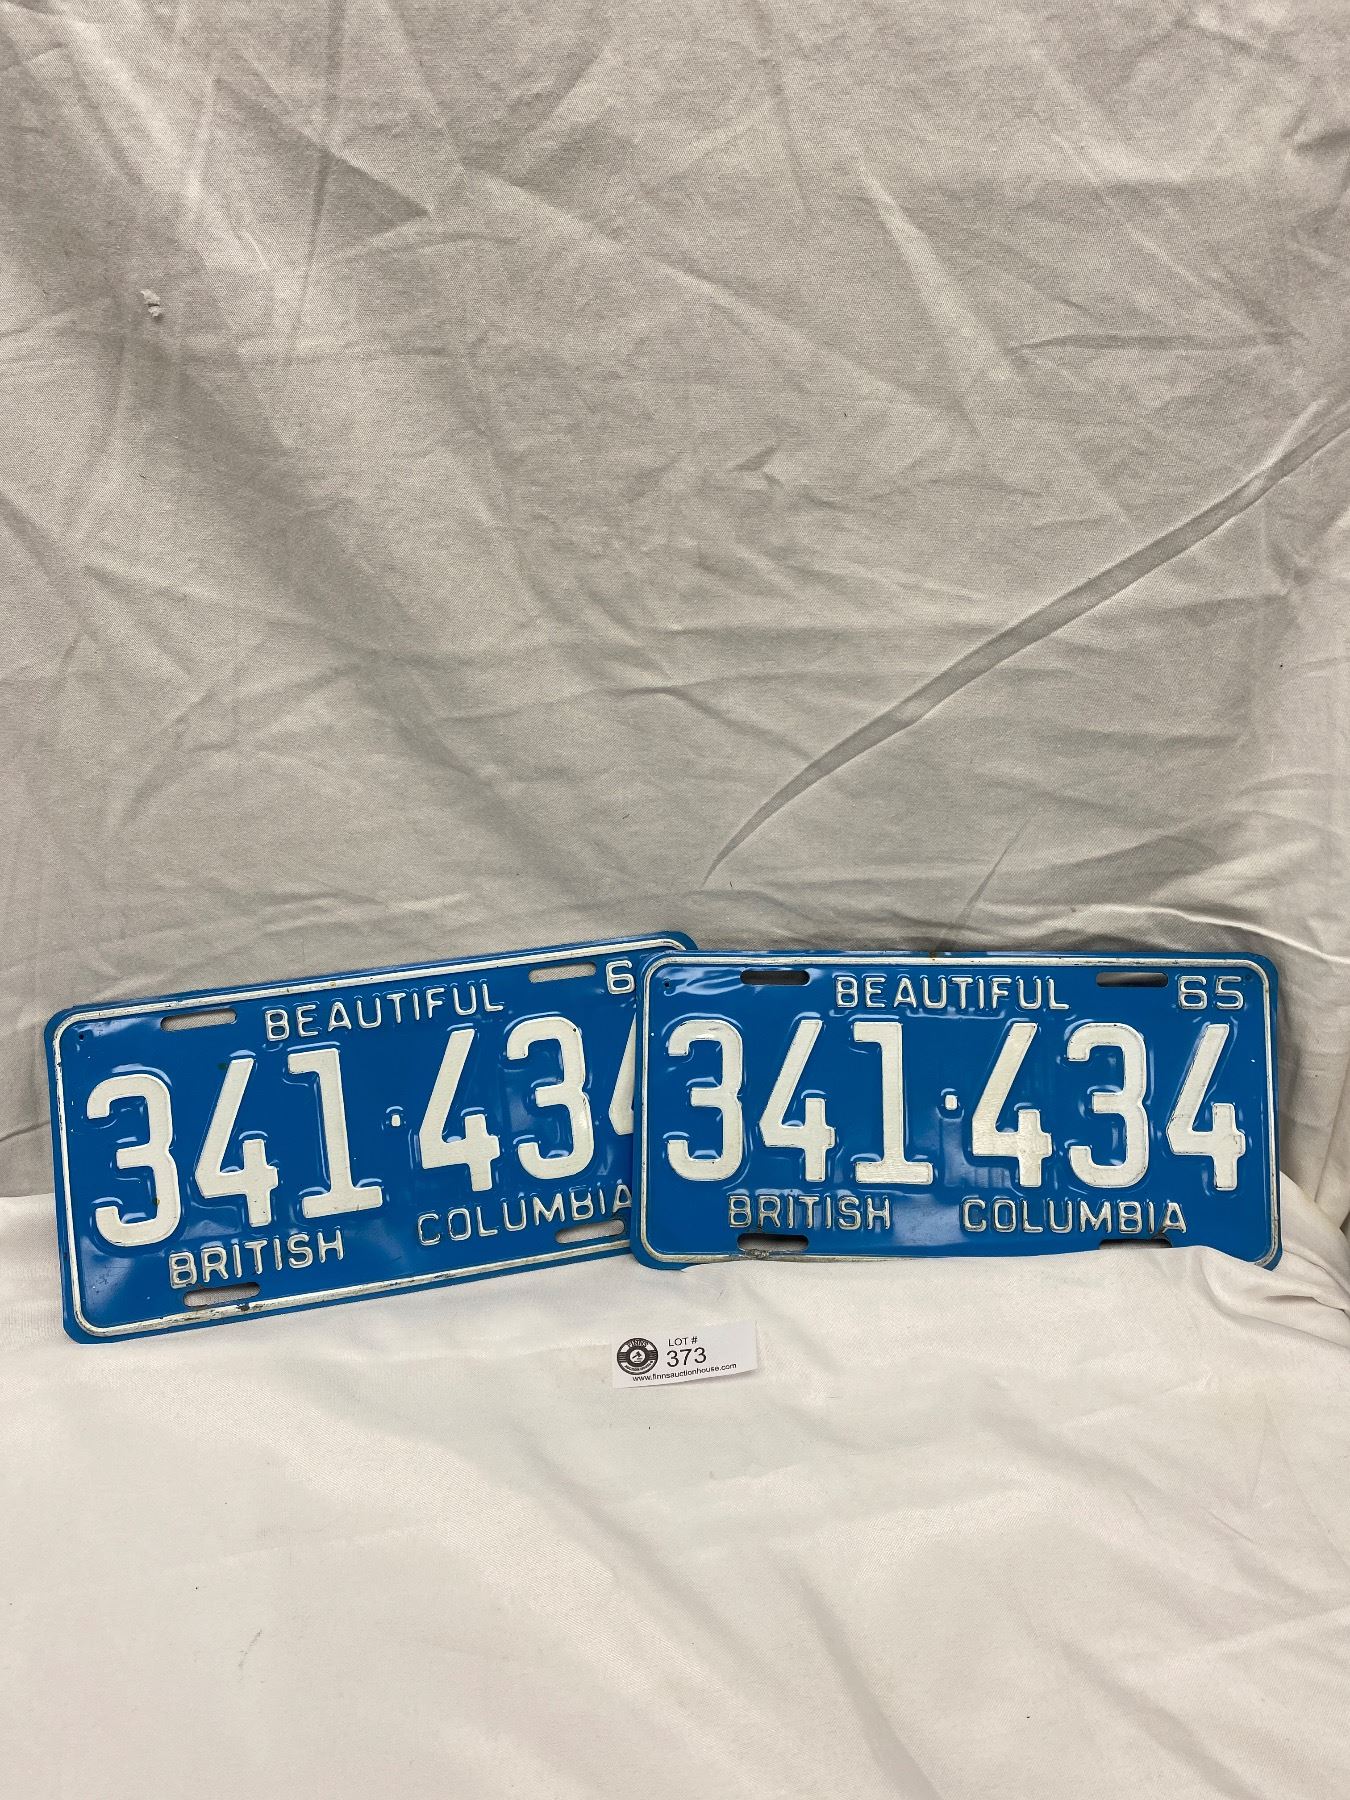 BEAUTIFUL 6
341·434
BRITISH COLUMBIA
BEAUTIFUL 65
341·434
BRITISH COLUMBIA
LOT #
373
www.finnsauctionhouse.com